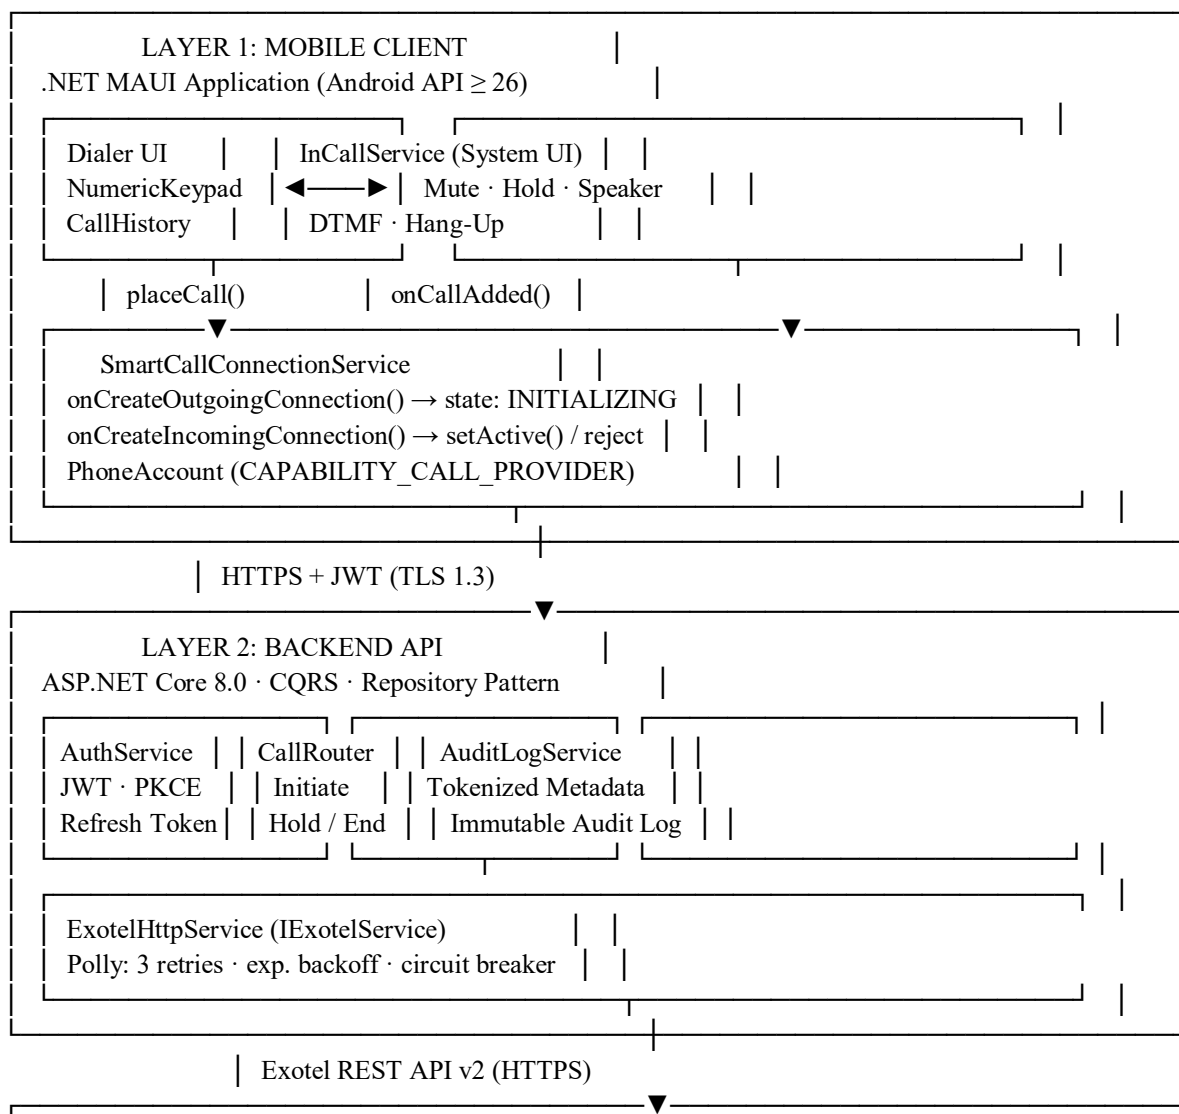 LAYER 1: MOBILE CLIENT
.NET MAUI Application (Android API ≥ 26)
Dialer UI │ │ InCallService (System UI) │ │
NumericKeypad │◄───►│ Mute · Hold · Speaker │ │
CallHistory │ │ DTMF · Hang-Up │ │
│ placeCall() │ onCallAdded() │
SmartCallConnectionService
onCreateOutgoingConnection() → state: INITIALIZING
onCreateIncomingConnection() → setActive() / reject
PhoneAccount (CAPABILITY_CALL_PROVIDER)
│ HTTPS + JWT (TLS 1.3)
LAYER 2: BACKEND API
ASP.NET Core 8.0 · CQRS · Repository Pattern
AuthService │ │ CallRouter │ │ AuditLogService │ │
JWT · PKCE │ │ Initiate │ │ Tokenized Metadata │ │
Refresh Token│ │ Hold / End │ │ Immutable Audit Log │ │
ExotelHttpService (IExotelService)
Polly: 3 retries · exp. backoff · circuit breaker
│ Exotel REST API v2 (HTTPS)